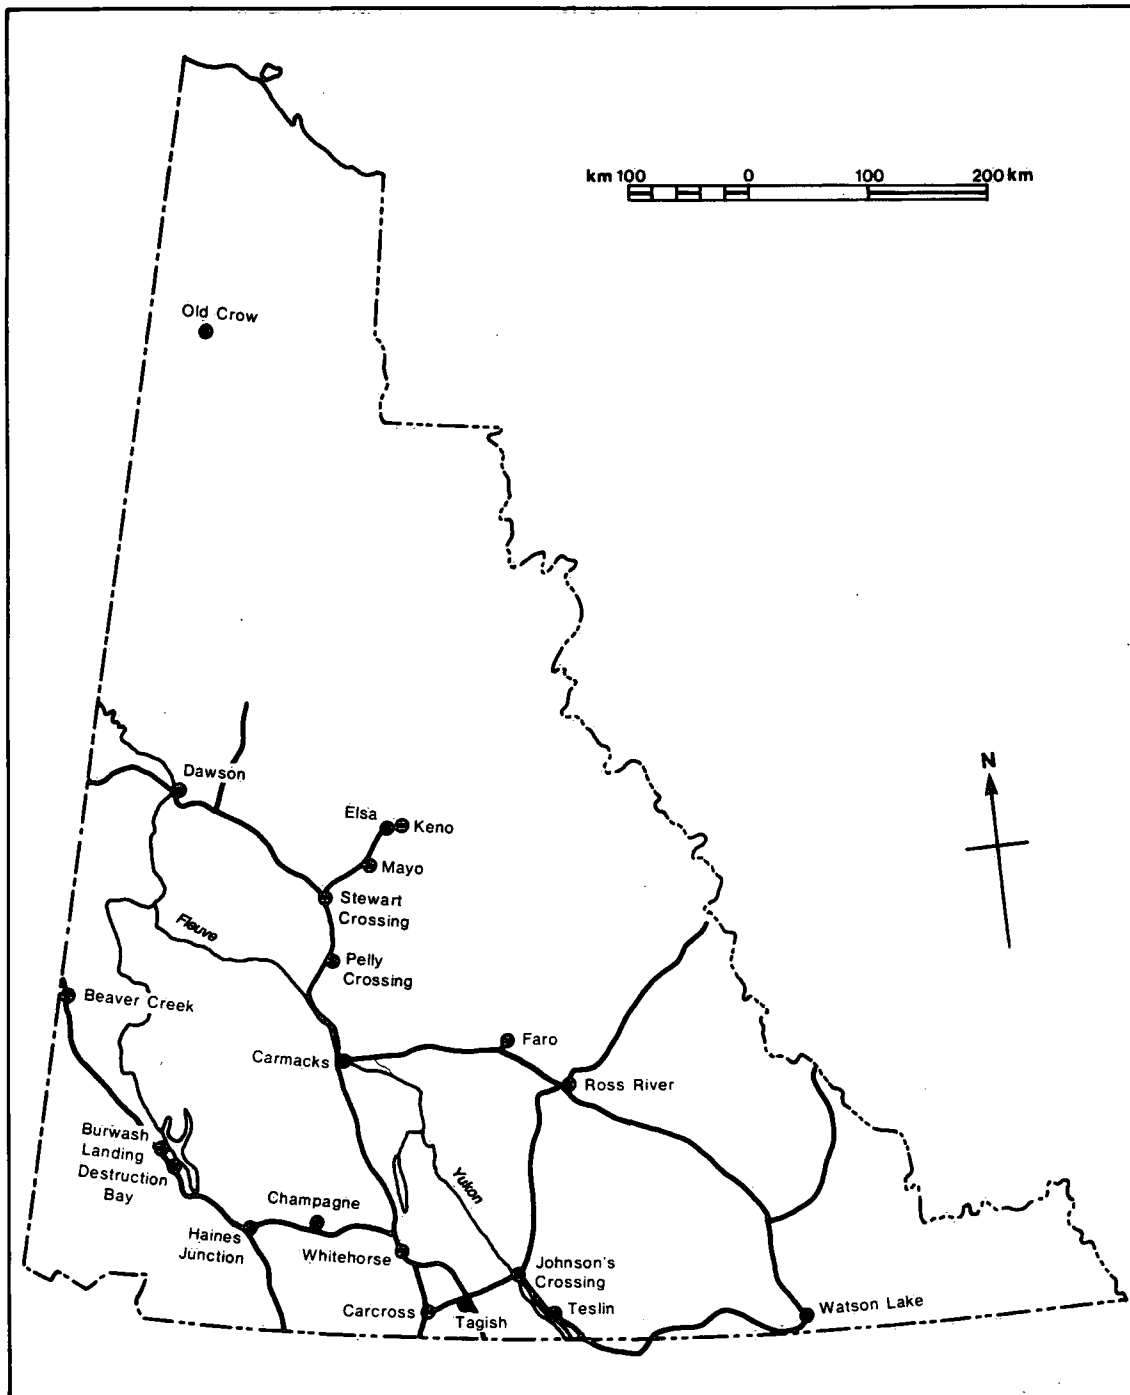 km 100 0 100 200 km
Old Crow
N
Dawson
Elsa
Keno
Mayo
Stewart
Crossing
Fleuve
Pelly
Crossing
Beaver Creek
Faro
Carmacks
Ross River
Burwash
Landing
Destruction
Bay
Yukon
Champagne
Haines
Junction
Whitehorse
Johnson's
Crossing
Carcross
Tagish
Teslin
Watson Lake